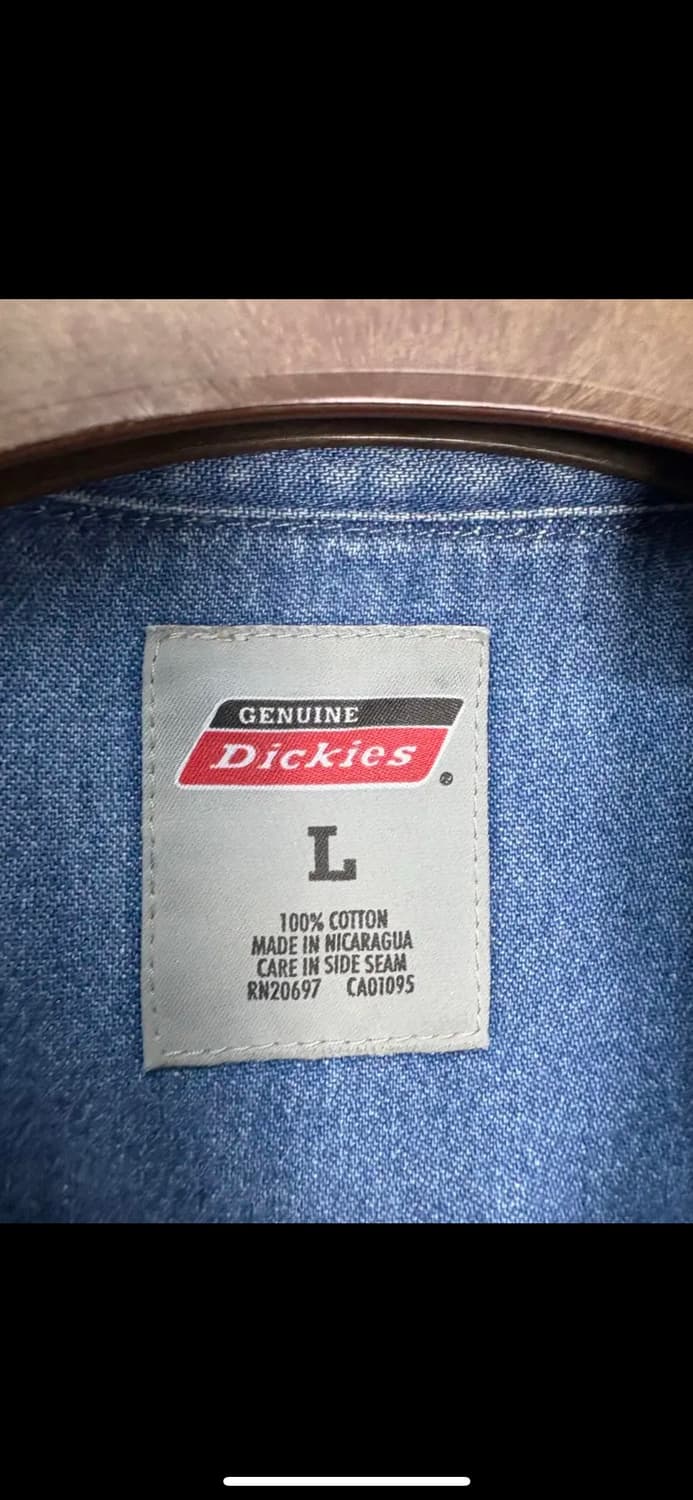 GENUINE
Dickies®
L
100% COTTON
MADE IN NICARAGUA
CARE IN SIDE SEAM
RN20697 CA01095